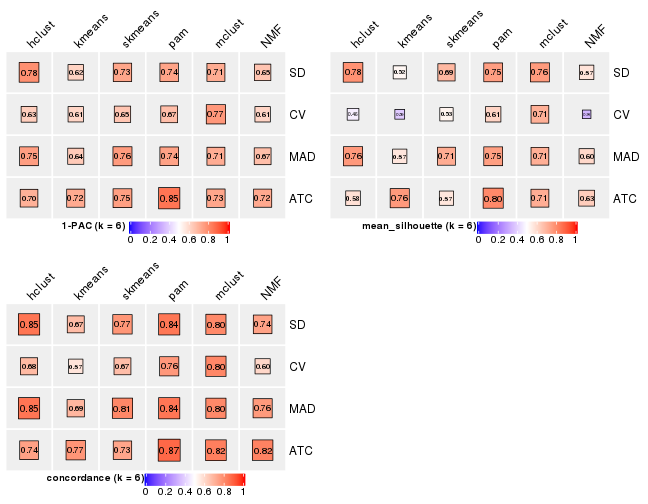 hclust kmeans skmeans pam mclust NMF
0.78 0.62 0.73 0.74 0.71 0.65 SD
0.63 0.61 0.65 0.67 0.77 0.61 CV
0.75 0.64 0.76 0.74 0.71 0.67 MAD
0.70 0.72 0.75 0.85 0.73 0.72 ATC
1-PAC (k = 6)
0 0.2 0.4 0.6 0.8 1
hclust kmeans skmeans pam mclust NMF
0.78 0.52 0.69 0.75 0.76 0.57 SD
0.53 0.61 0.71 CV
0.76 0.57 0.71 0.75 0.71 0.60 MAD
0.58 0.76 0.57 0.80 0.71 0.63 ATC
mean_silhouette (k = 6)
0 0.2 0.4 0.6 0.8 1
hclust kmeans skmeans pam mclust NMF
0.85 0.67 0.77 0.84 0.80 0.74 SD
0.68 0.57 0.67 0.76 0.80 0.60 CV
0.85 0.69 0.81 0.84 0.80 0.76 MAD
0.74 0.77 0.73 0.87 0.82 0.82 ATC
concordance (k = 6)
0 0.2 0.4 0.6 0.8 1